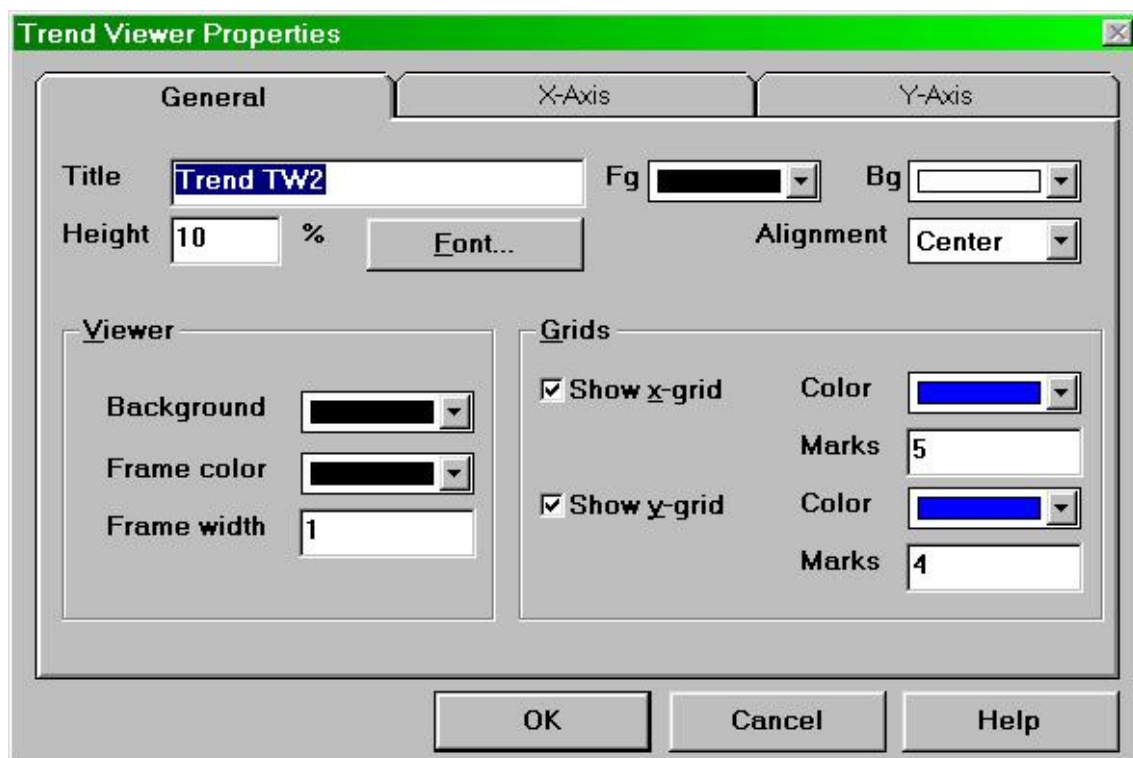 Trend Viewer Properties
General X-Axis Y-Axis
Title Trend TW2 Fg Bg
Height 10 % Font... Alignment Center
Viewer
Background
Frame color
Frame width 1
Grids
Show x-grid Color
Marks 5
Show y-grid Color
Marks 4
OK Cancel Help